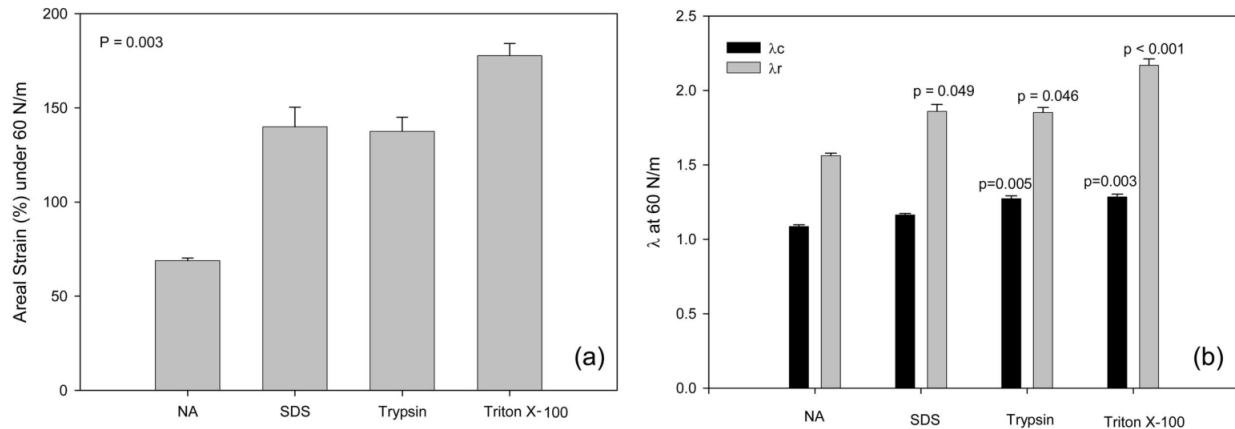 200
150
100
50
0
Areal Strain (%) under 60 N/m
P = 0.003
NA SDS Trypsin Triton X-100
(a)
2.5
2.0
1.5
1.0
0.5
0.0
λ at 60 N/m
λc
λr
p = 0.049
p=0.005
p = 0.046
p=0.003
p < 0.001
NA SDS Trypsin Triton X-100
(b)